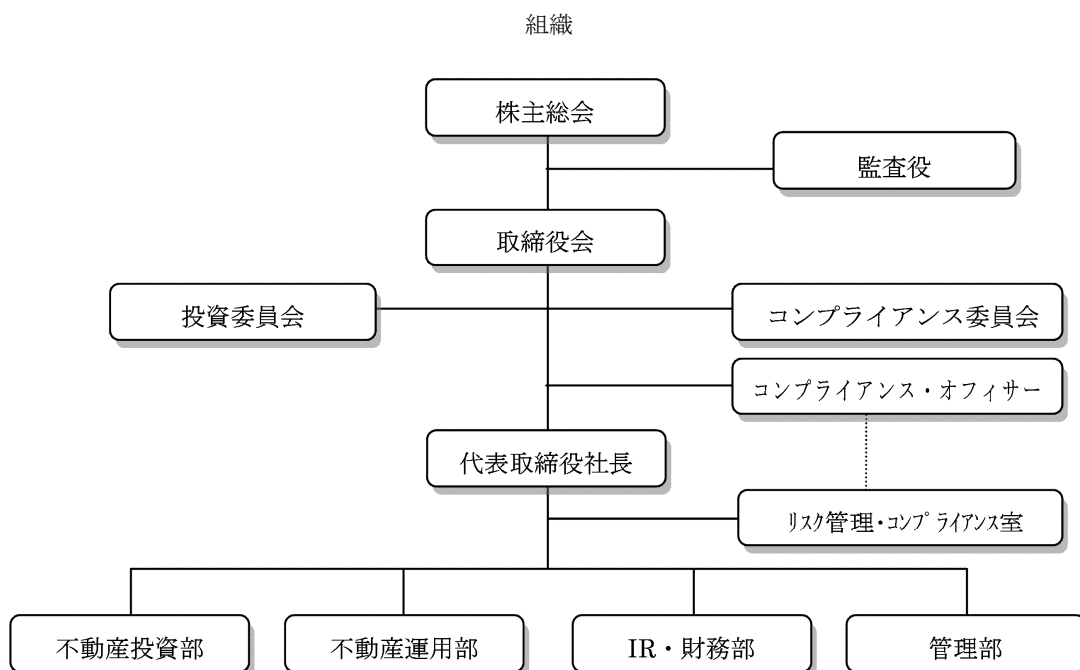 組織
株主総会
監査役
取締役会
投資委員会
コンプライアンス委員会
コンプライアンス・オフィサー
代表取締役社長
ﾘｽｸ管理・ｺﾝﾌﾟﾗｲｱﾝｽ室
不動産投資部
不動産運用部
IR・財務部
管理部